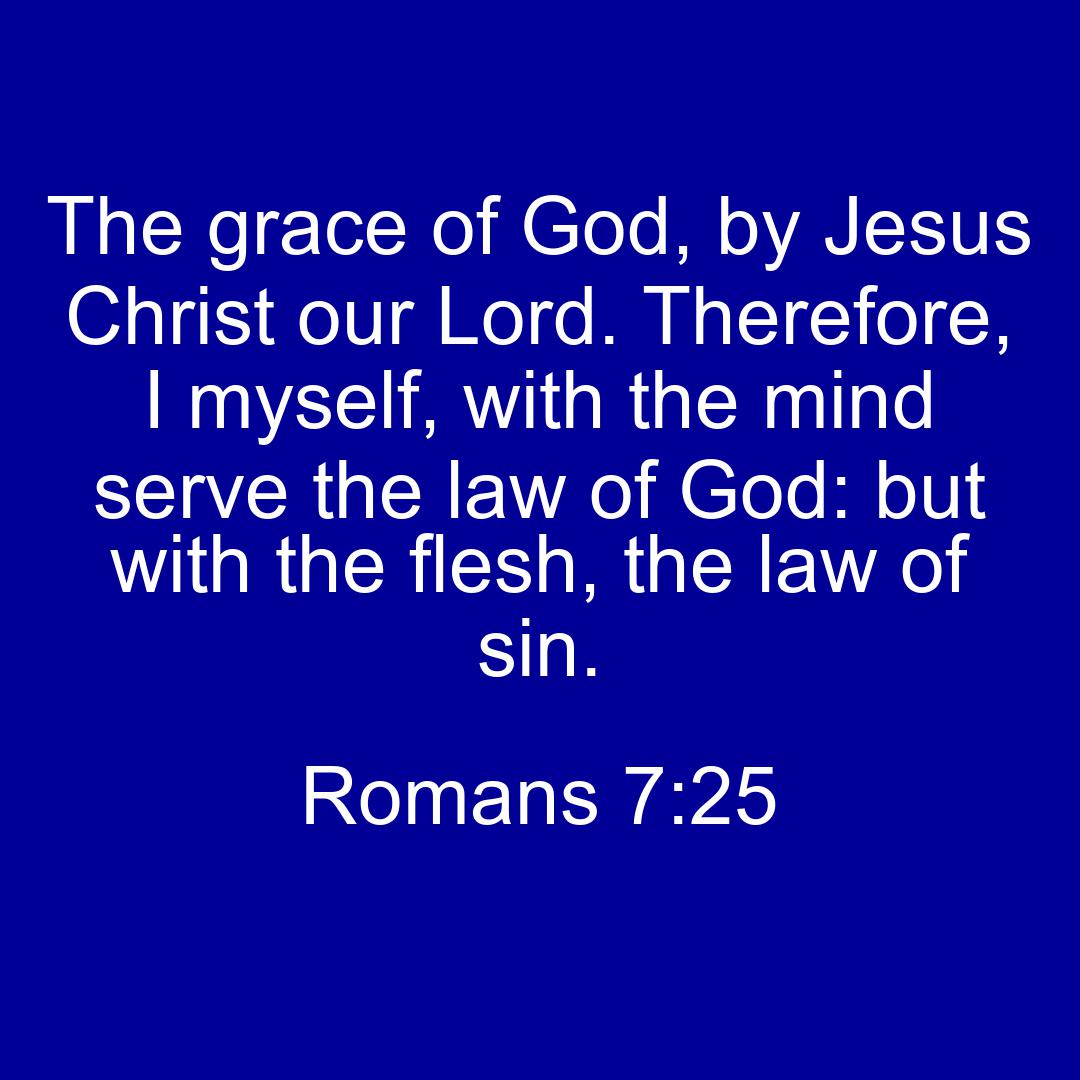 The grace of God, by Jesus
Christ our Lord. Therefore,
I myself, with the mind
serve the law of God: but
with the flesh, the law of
sin.
Romans 7:25